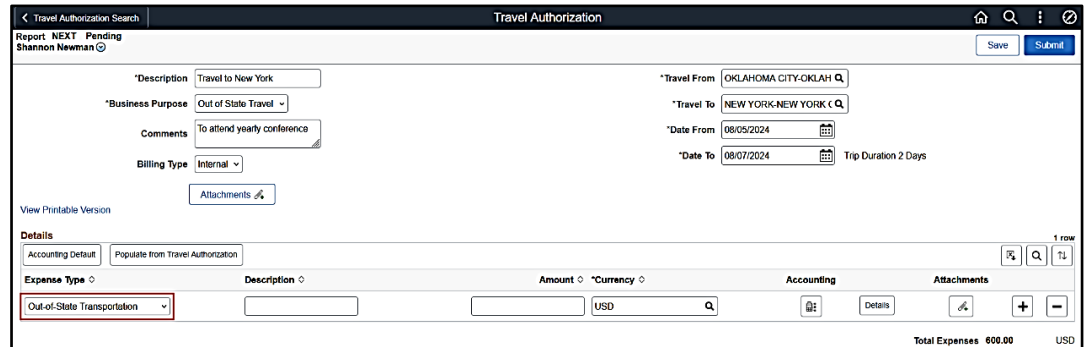 Travel Authorization Search
Travel Authorization
Report NEXT Pending
Shannon Newman
Save
Submit
*Description Travel to New York
*Travel From OKLAHOMA CITY-OKLAH
*Business Purpose Out of State Travel
*Travel To NEW YORK-NEW YORK (
Comments To attend yearly conference
*Date From 08/05/2024
Billing Type Internal
*Date To 08/07/2024 Trip Duration 2 Days
Attachments
View Printable Version
Details
1 row
Accounting Default Populate from Travel Authorization
Expense Type Description Amount *Currency Accounting Attachments
Out-of-State Transportation USD Details
Total Expenses 600.00 USD